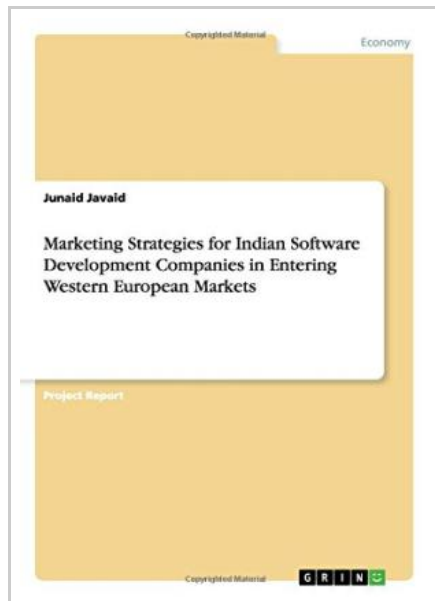 Copyrighted Material
Economy
Junaid Javaid
Marketing Strategies for Indian Software
Development Companies in Entering
Western European Markets
Project Report
Copyrighted Material
GRIN